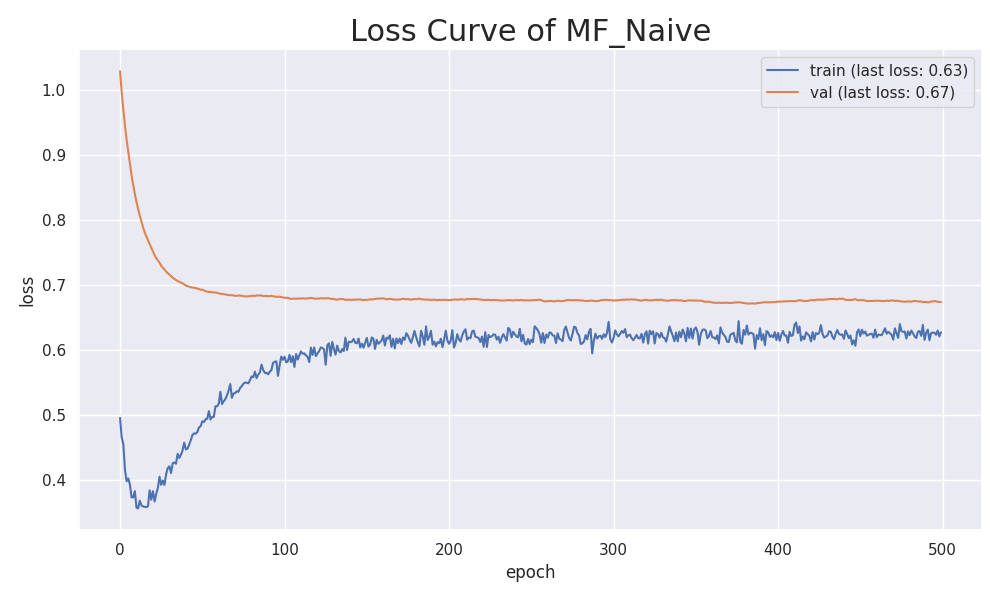 Loss Curve of MF_Naive
train (last loss: 0.63)
val (last loss: 0.67)
1.0
0.9
0.8
0.7
0.6
0.5
0.4
loss
0 100 200 300 400 500
epoch